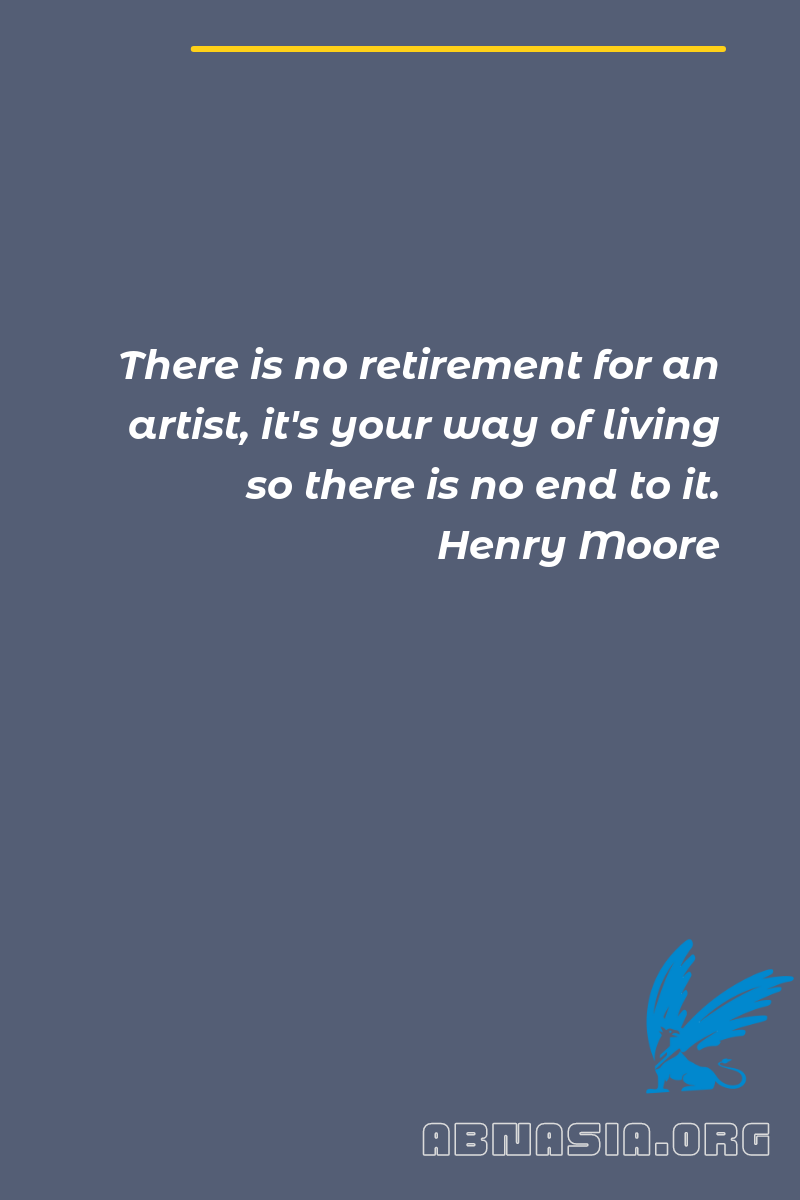 There is no retirement for an
artist, it's your way of living
so there is no end to it.
Henry Moore
ABNASIA.ORG